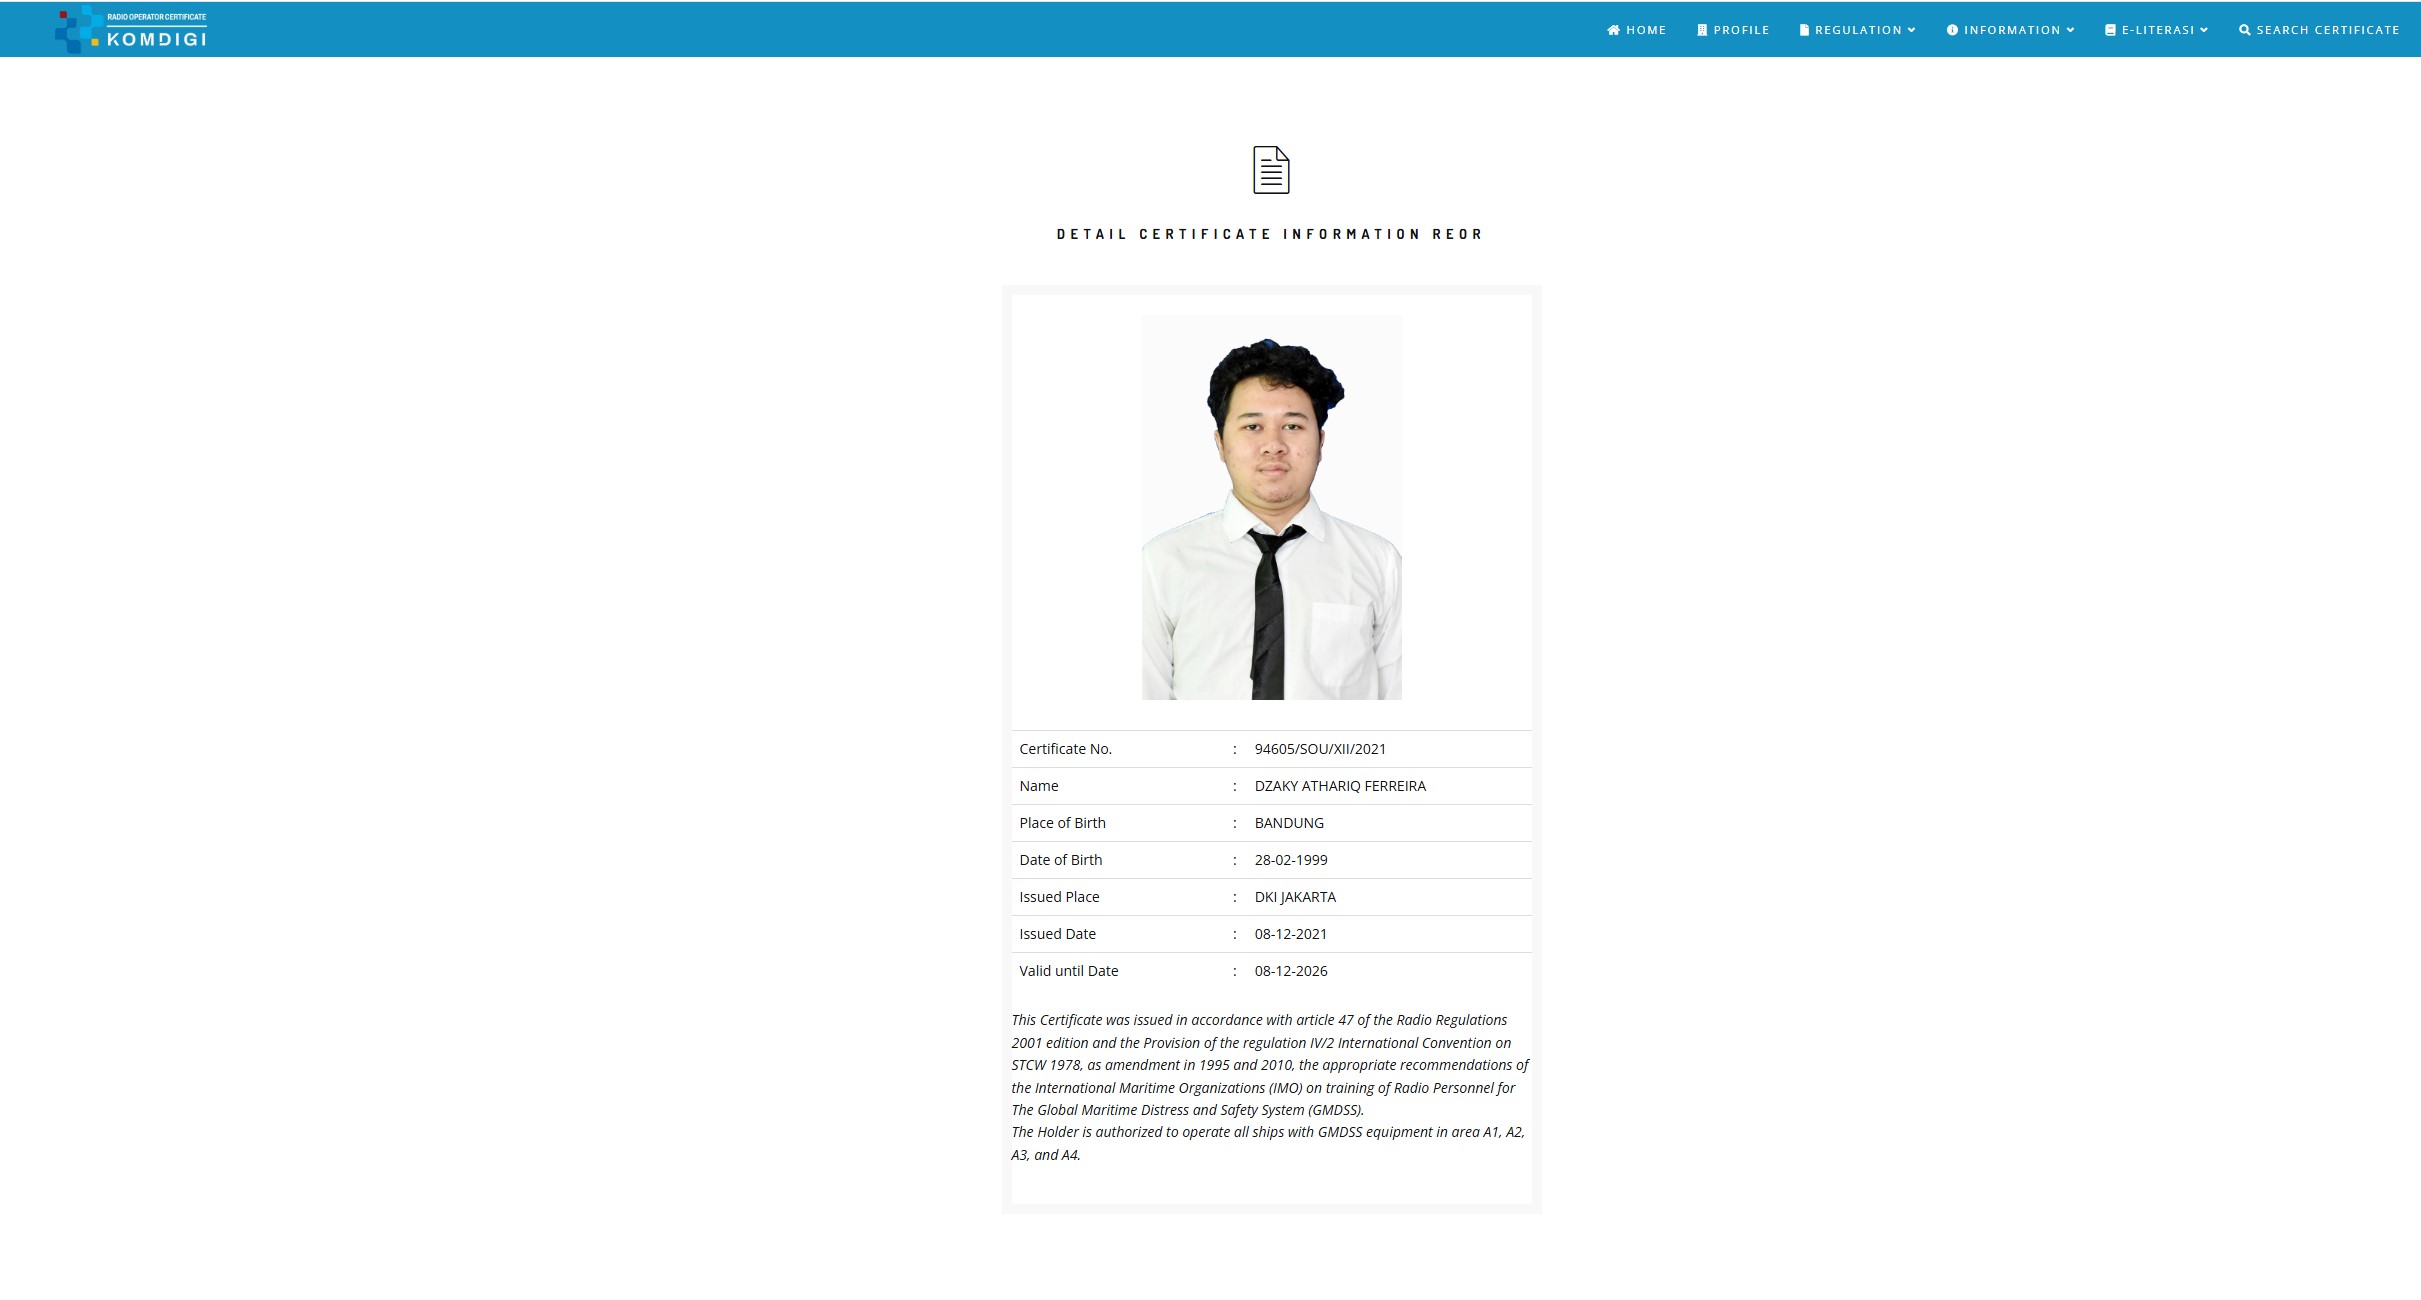 RADIO OPERATOR CERTIFICATE
KOMDIGI
HOME PROFILE REGULATION INFORMATION E-LITERASI SEARCH CERTIFICATE
DETAIL CERTIFICATE INFORMATION REOR
Certificate No. : 94605/SOU/XII/2021
Name : DZAKY ATHARIQ FERREIRA
Place of Birth : BANDUNG
Date of Birth : 28-02-1999
Issued Place : DKI JAKARTA
Issued Date : 08-12-2021
Valid until Date : 08-12-2026
This Certificate was issued in accordance with article 47 of the Radio Regulations
2001 edition and the Provision of the regulation IV/2 International Convention on
STCW 1978, as amendment in 1995 and 2010, the appropriate recommendations of
the International Maritime Organizations (IMO) on training of Radio Personnel for
The Global Maritime Distress and Safety System (GMDSS).
The Holder is authorized to operate all ships with GMDSS equipment in area A1, A2,
A3, and A4.